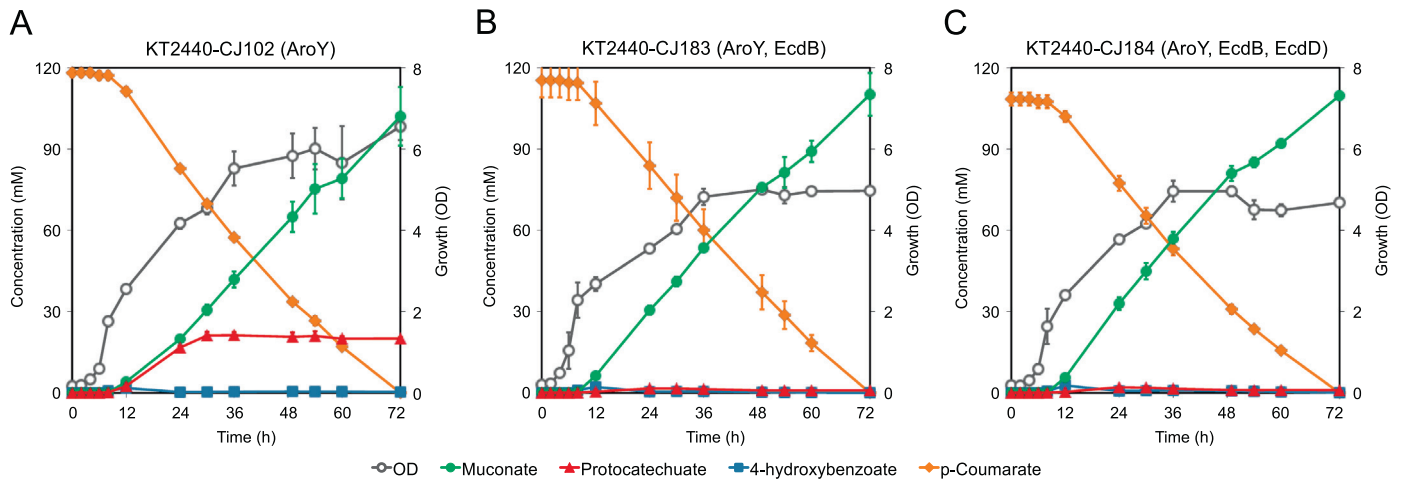 A
KT2440-CJ102 (AroY)
120
90
60
30
0
8
6
4
2
0
0 12 24 36 48 60 72
Concentration (mM)
Growth (OD)
Time (h)
B
KT2440-CJ183 (AroY, EcdB)
120
90
60
30
0
8
6
4
2
0
0 12 24 36 48 60 72
Concentration (mM)
Growth (OD)
Time (h)
C
KT2440-CJ184 (AroY, EcdB, EcdD)
120
90
60
30
0
8
6
4
2
0
0 12 24 36 48 60 72
Concentration (mM)
Growth (OD)
Time (h)
OD Muconate Protocatechuate 4-hydroxybenzoate p-Coumarate